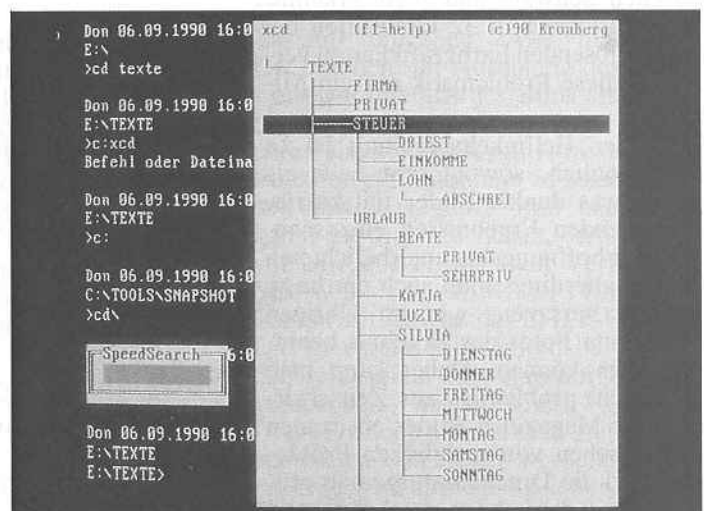 Don 06.09.1990 16:0
E:\
>cd texte
Don 06.09.1990 16:0
E:\TEXTE
>c:xcd
Befehl oder Dateina
Don 06.09.1990 16:0
E:\TEXTE
>c:
Don 06.09.1990 16:0
C:\TOOLS\SNAPSHOT
>cd\
SpeedSearch
6:0
Don 06.09.1990 16:0
E:\TEXTE
E:\TEXTE>
xcd (f1=help) (c)90 Kronberg
TEXTE
FIRMA
PRIVAT
STEUER
DRIEST
EINKOMME
LOHN
ABSCHREI
URLAUB
BEATE
PRIVAT
SEHRPRIV
KATJA
LUZIE
SILVIA
DIENSTAG
DONNER
FREITAG
MITTWOCH
MONTAG
SAMSTAG
SONNTAG